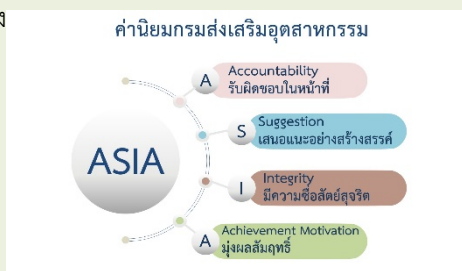 ค่านิยมกรมส่งเสริมอุตสาหกรรม
ASIA
A
Accountability
รับผิดชอบในหน้าที่
S
Suggestion
เสนอแนะอย่างสร้างสรรค์
I
Integrity
มีความซื่อสัตย์สุจริต
A
Achievement Motivation
มุ่งผลสัมฤทธิ์